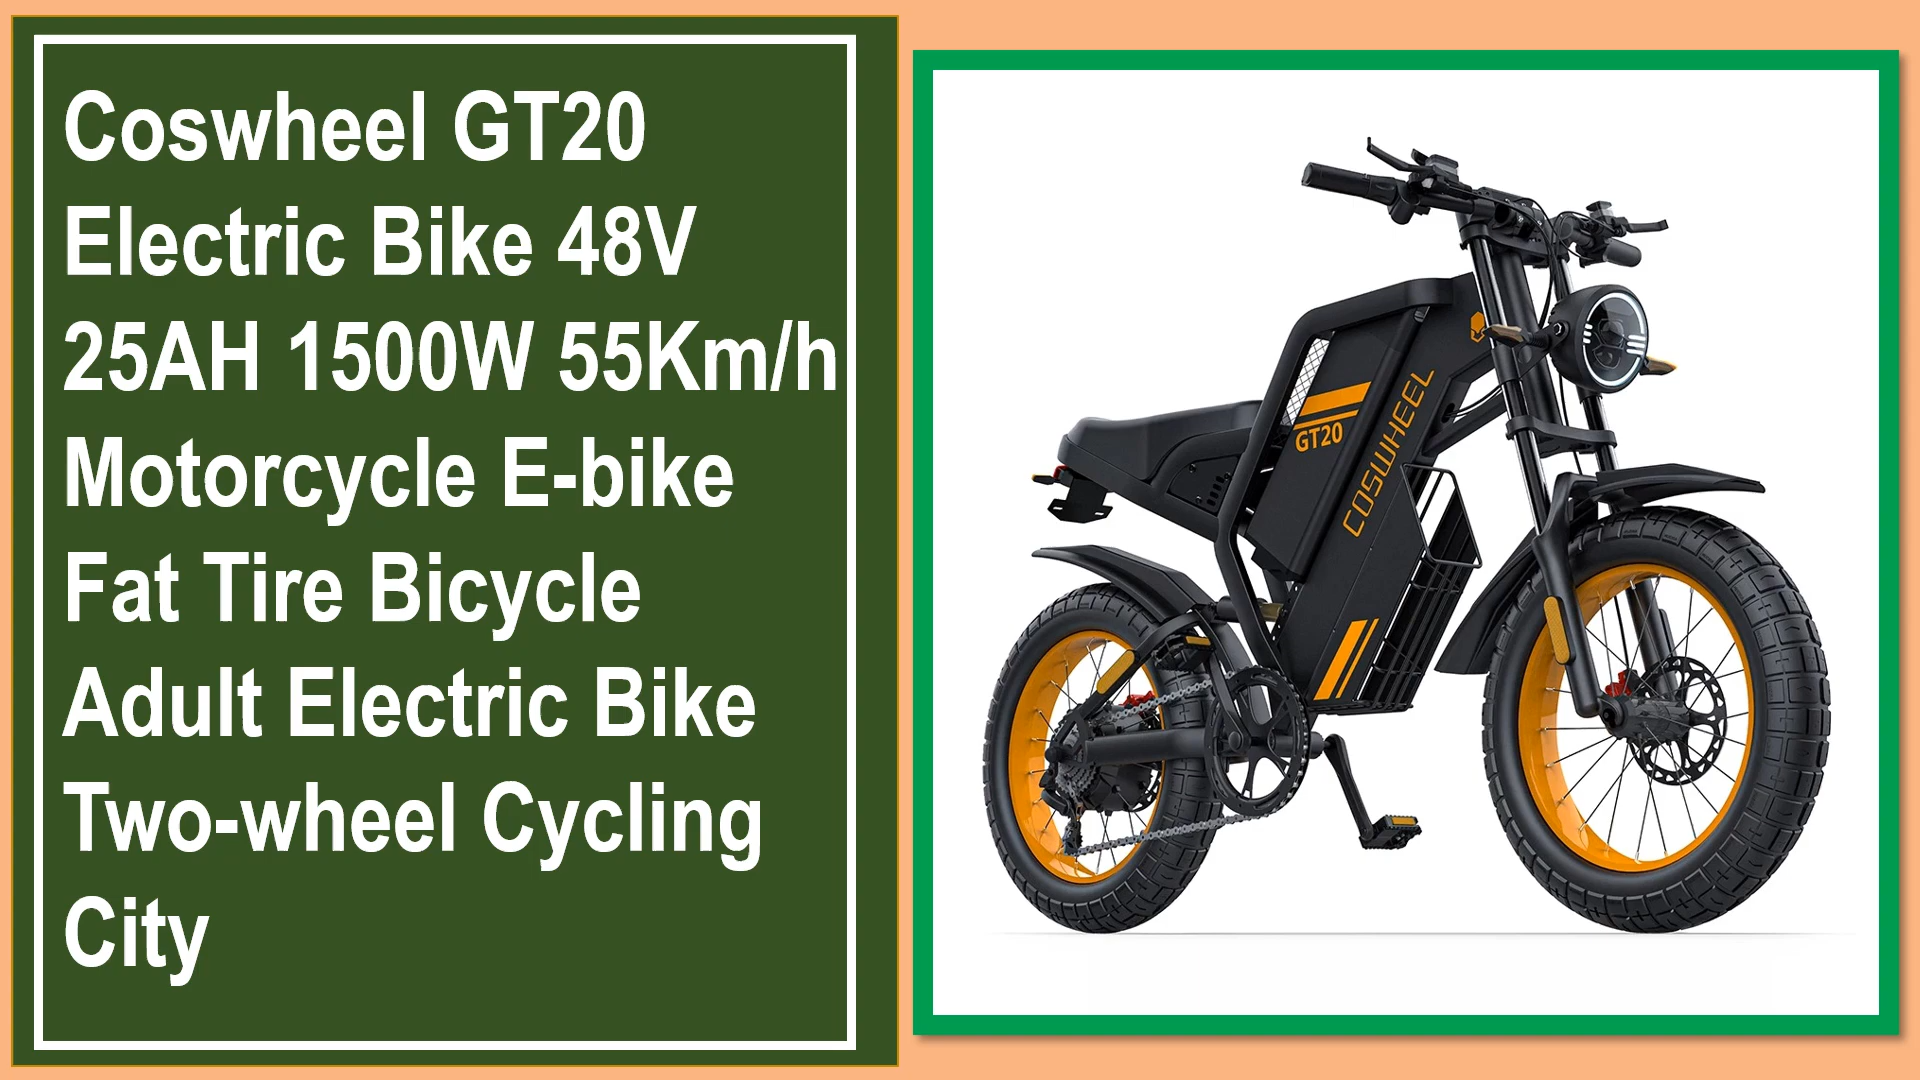 Coswheel GT20
Electric Bike 48V
25AH 1500W 55Km/h
Motorcycle E-bike
Fat Tire Bicycle
Adult Electric Bike
Two-wheel Cycling
City
GT20
COSWHEEL